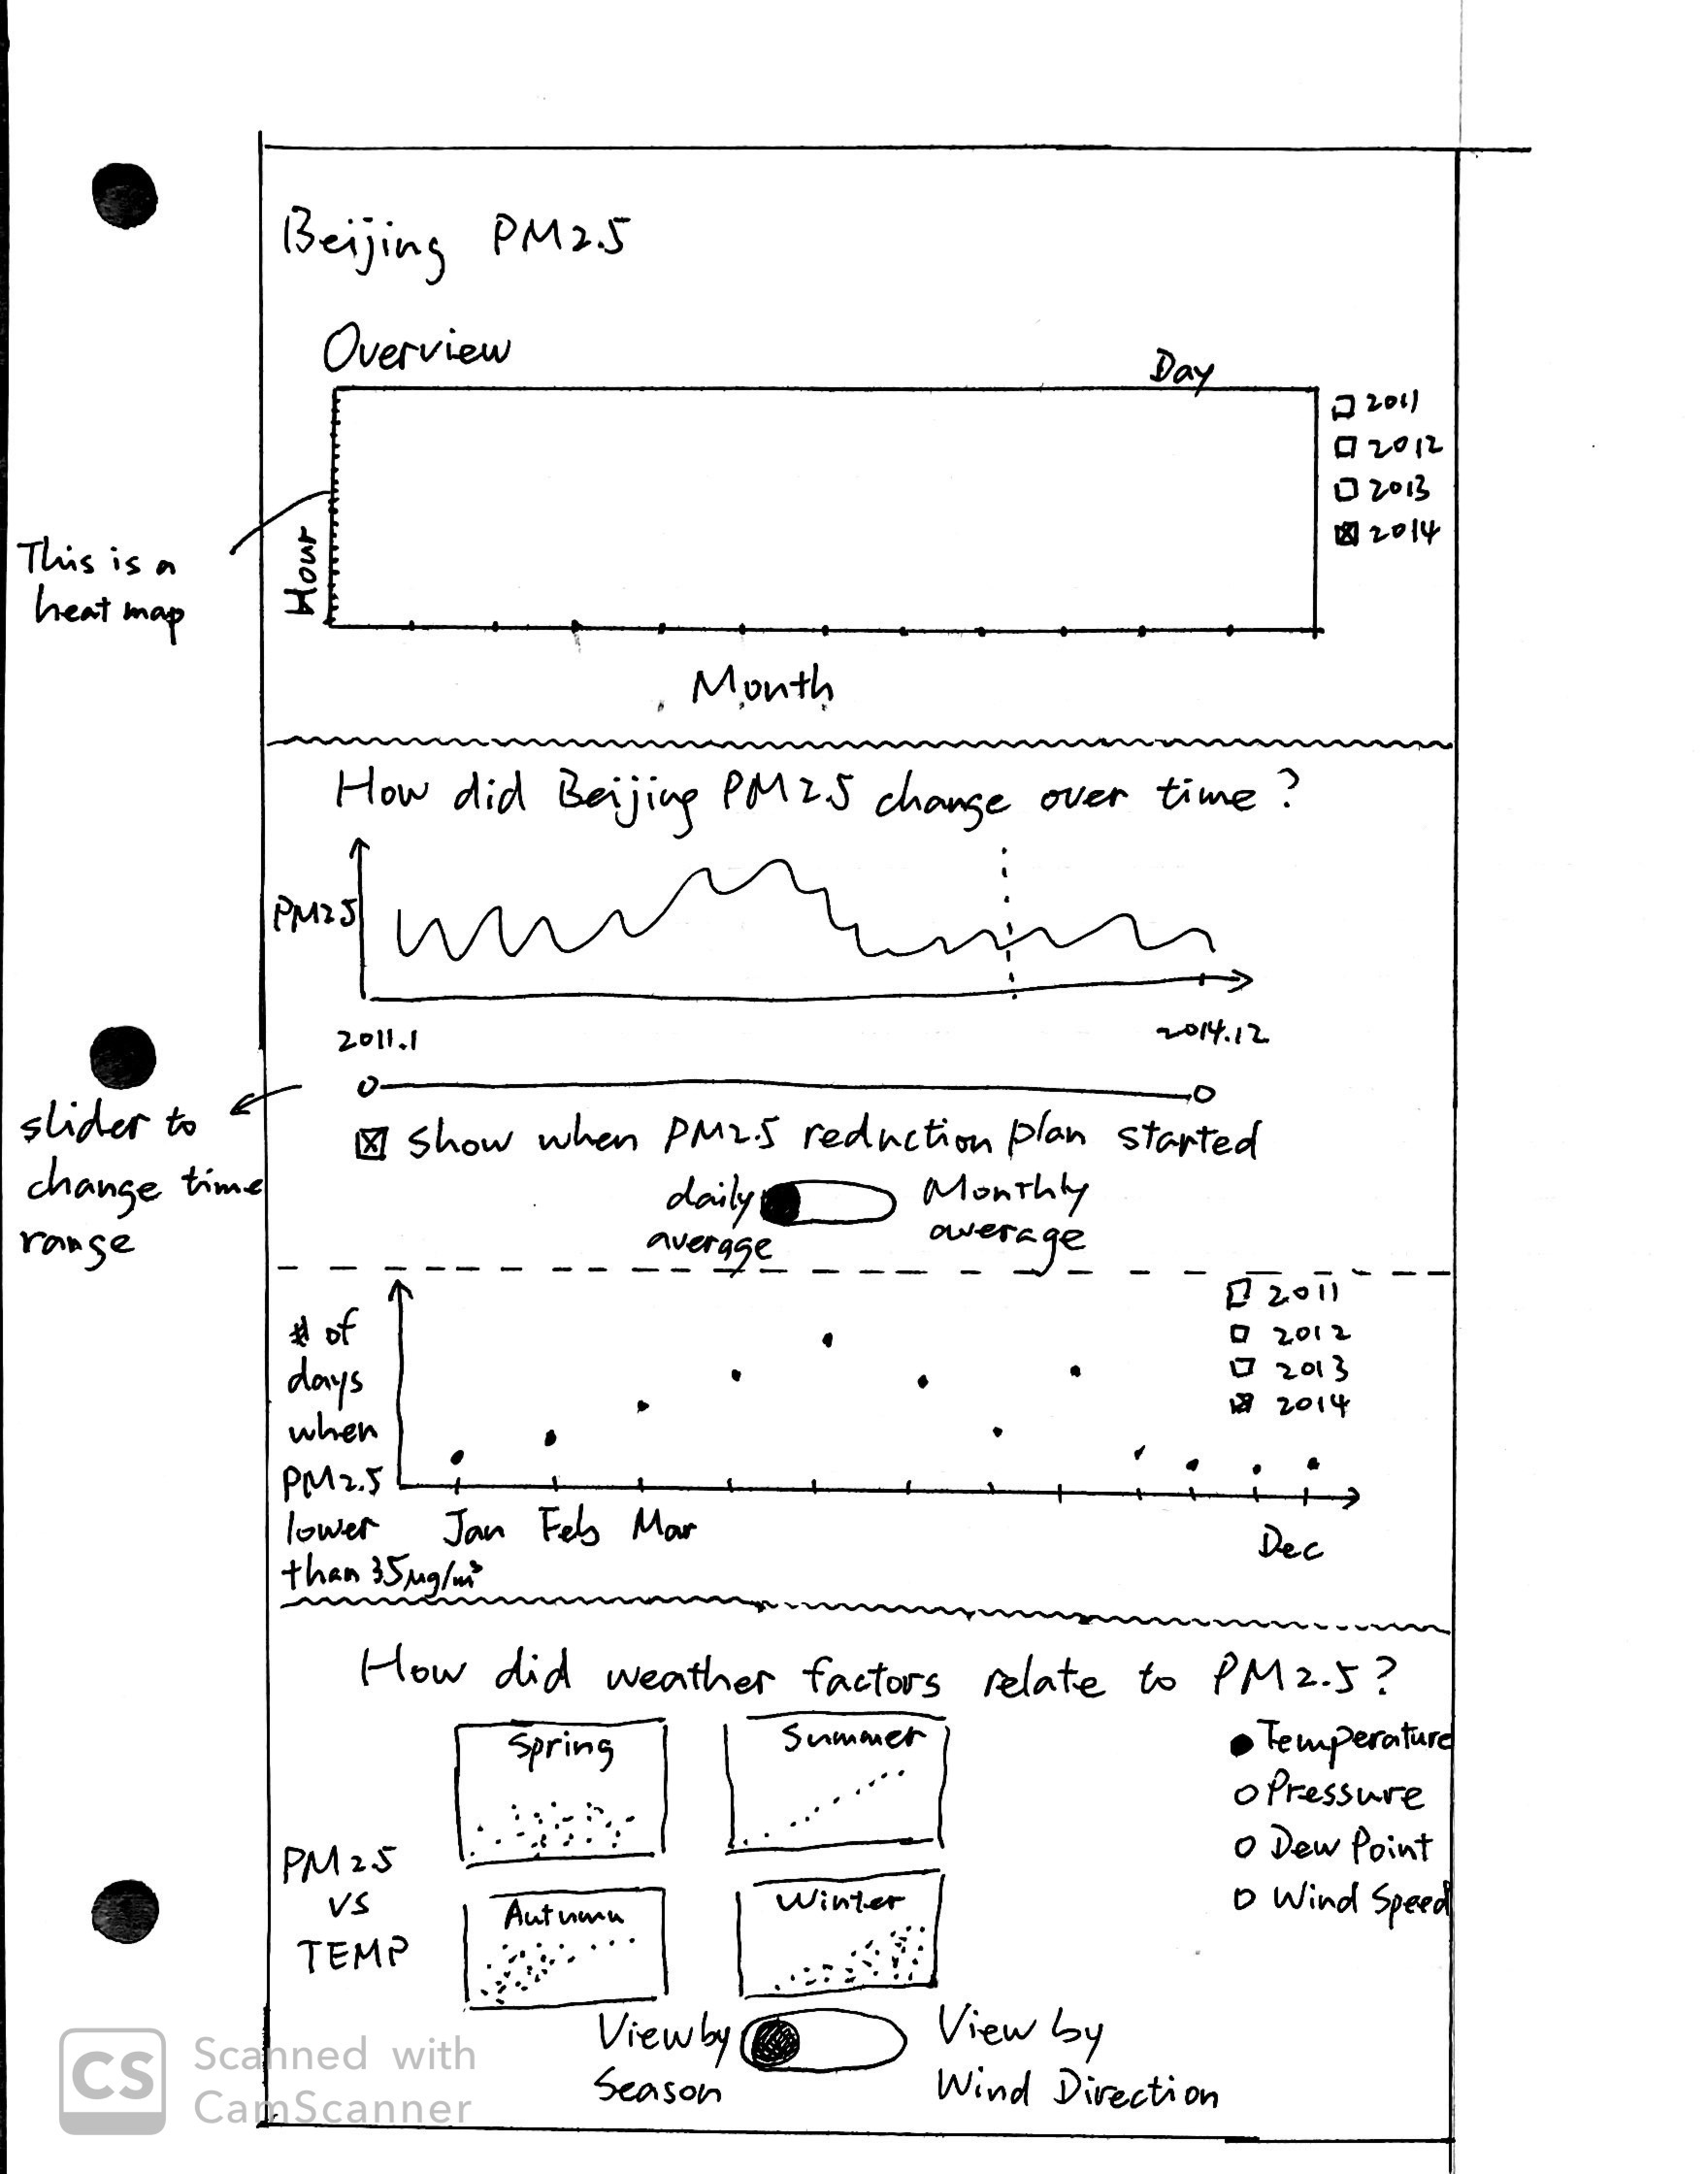 Beijing PM2.5
Overview
Day
2011
2012
2013
2014
Hour
This is a
heat map
Month
How did Beijing PM2.5 change over time?
PM25
2011.1
2014.12
slider to
change time
range
show when PM2.5 reduction plan started
daily
average
Monthly
average
# of
days
when
PM2.5
lower
than 35μg/m³
2011
2012
2013
2014
Jan Feb Mar
Dec
How did weather factors relate to PM2.5?
Spring
Summer
Autumn
Winter
PM25
VS
TEMP
Temperature
Pressure
Dew Point
Wind Speed
View by
Season
View by
Wind Direction
CS
Scanned with
CamScanner